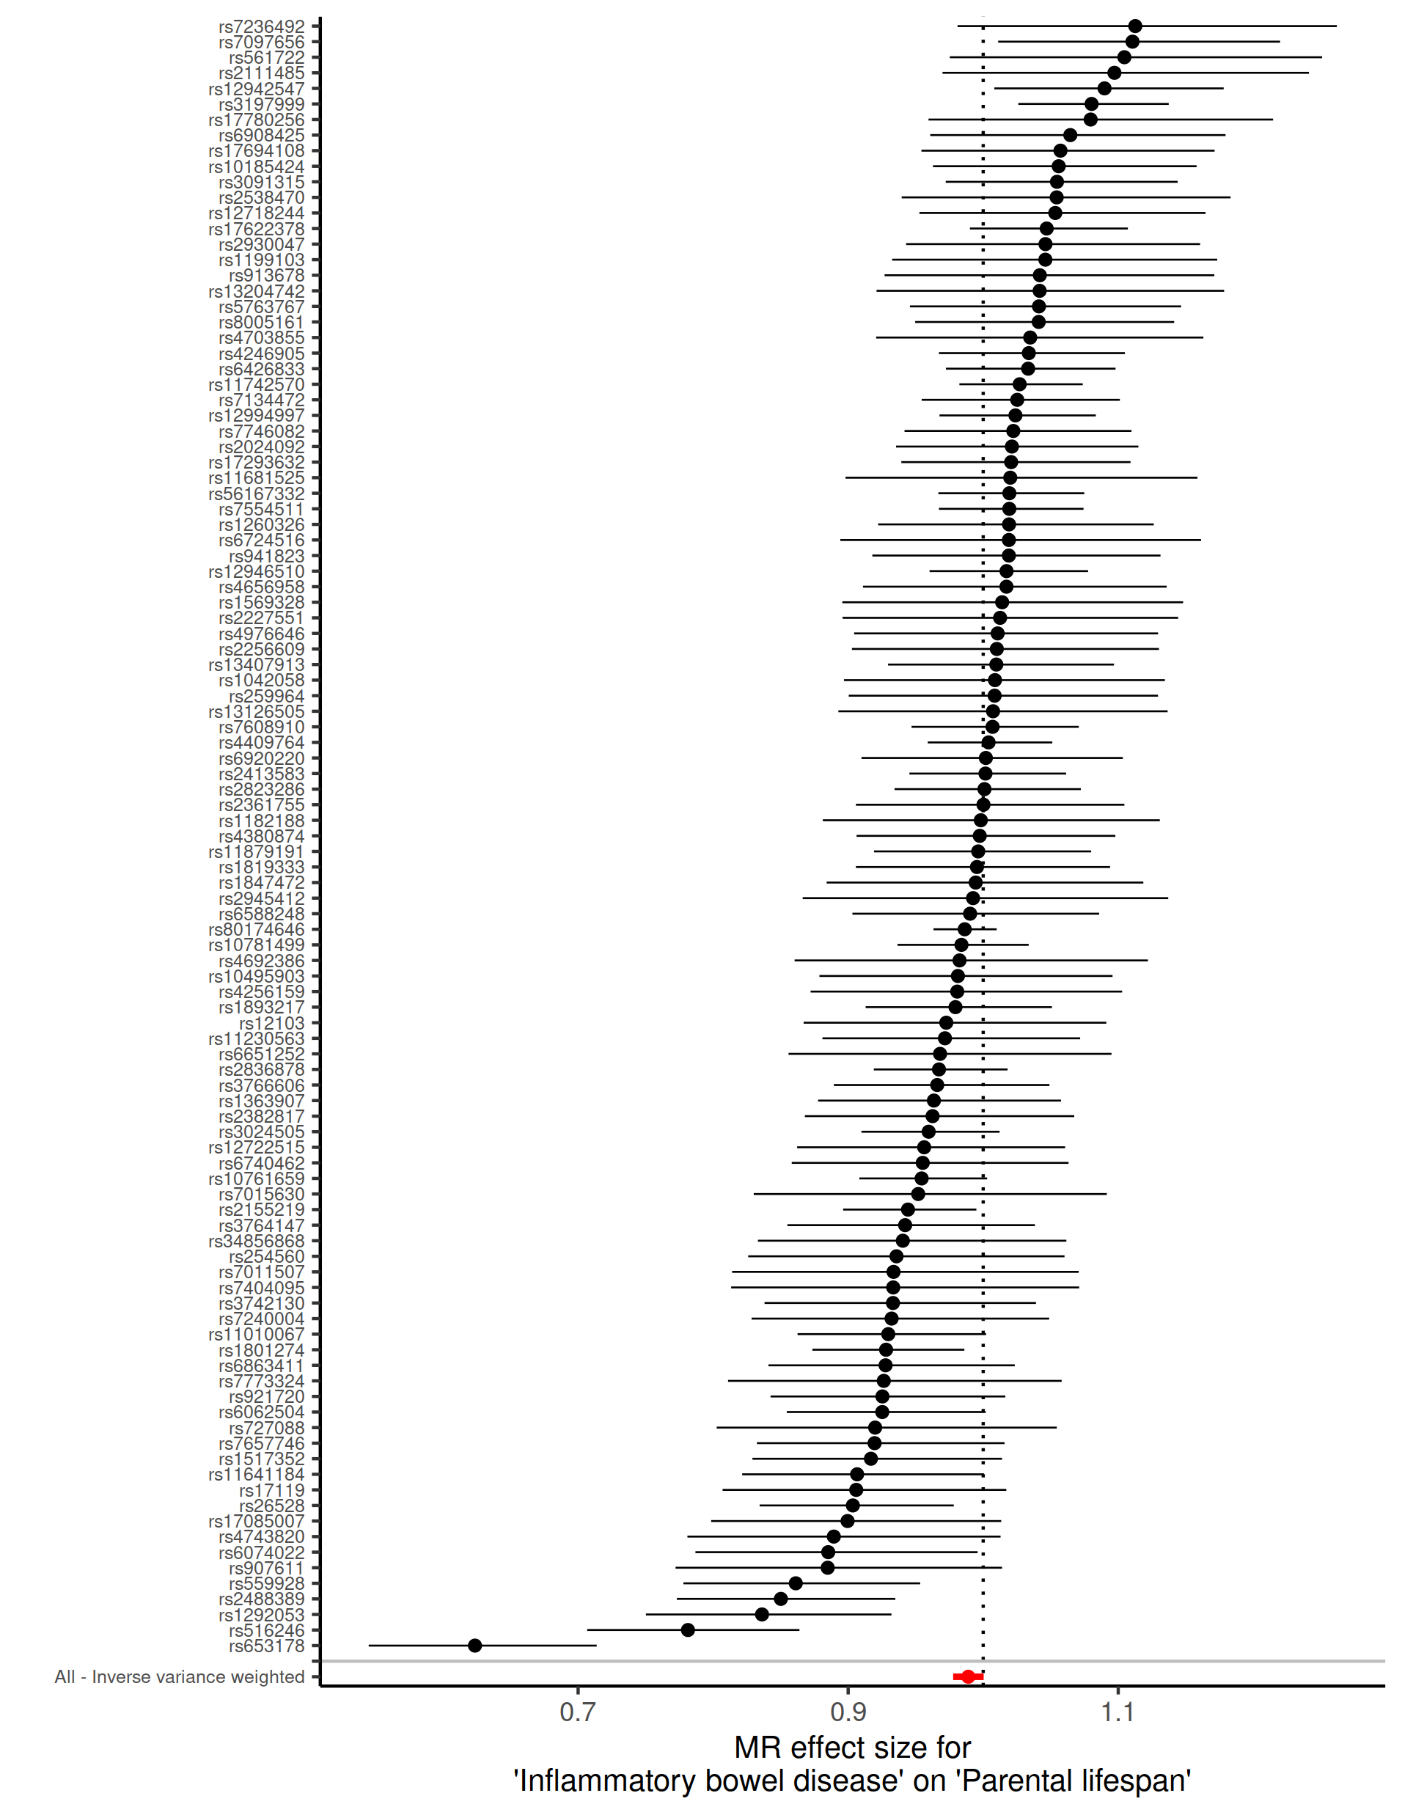 rs7236492
rs7097656
rs561722
rs2111485
rs12942547
rs3197999
rs17780256
rs6908425
rs17694108
rs10185424
rs3091315
rs2538470
rs12718244
rs17622378
rs2930047
rs1199103
rs913678
rs13204742
rs5763767
rs8005161
rs4703855
rs4246905
rs6426833
rs11742570
rs7134472
rs12994997
rs7746082
rs2024092
rs17293632
rs11681525
rs56167332
rs7554511
rs1260326
rs6724516
rs941823
rs12946510
rs4656958
rs1569328
rs2227551
rs4976646
rs2256609
rs13407913
rs1042058
rs259964
rs13126505
rs7608910
rs4409764
rs6920220
rs2413583
rs2823286
rs2361755
rs1182188
rs4380874
rs11879191
rs1819333
rs1847472
rs2945412
rs6588248
rs80174646
rs10781499
rs4692386
rs10495903
rs4256159
rs1893217
rs12103
rs11230563
rs6651252
rs2836878
rs3766606
rs1363907
rs2382817
rs3024505
rs12722515
rs6740462
rs10761659
rs7015630
rs2155219
rs3764147
rs34856868
rs254560
rs7011507
rs7404095
rs3742130
rs7240004
rs11010067
rs1801274
rs6863411
rs7773324
rs921720
rs6062504
rs727088
rs7657746
rs1517352
rs11641184
rs17119
rs26528
rs17085007
rs4743820
rs6074022
rs907611
rs559928
rs2488389
rs1292053
rs516246
rs653178
All - Inverse variance weighted
0.7 0.9 1.1
MR effect size for
'Inflammatory bowel disease' on 'Parental lifespan'